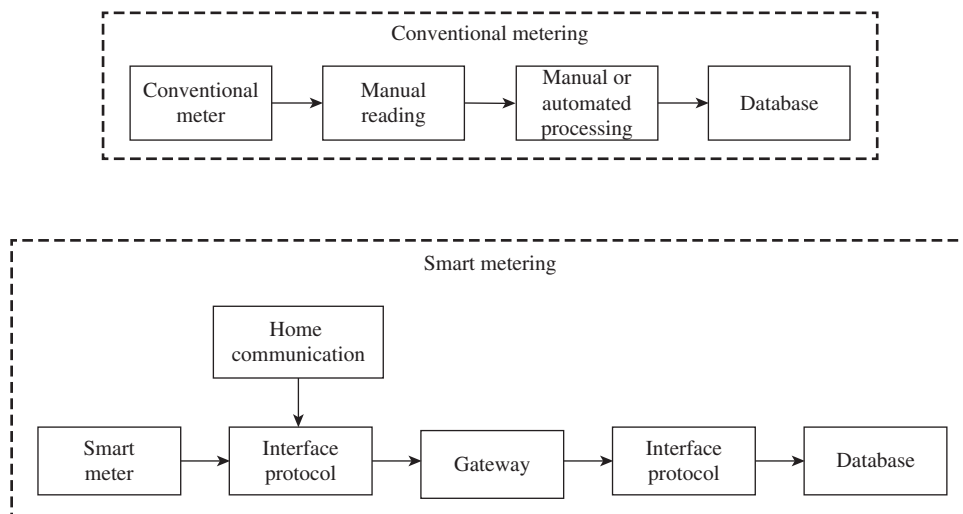 Conventional metering
Conventional
meter
Manual
reading
Manual or
automated
processing
Database
Smart metering
Home
communication
Smart
meter
Interface
protocol
Gateway
Interface
protocol
Database